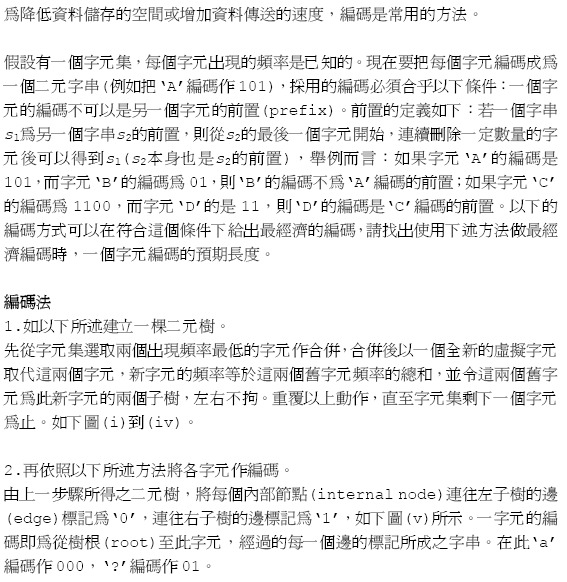 爲降低資料儲存的空間或增加資料傳送的速度，編碼是常用的方法。
假設有一個字元集，每個字元出現的頻率是已知的。現在要把每個字元編碼成爲
一個二元字串(例如把‘A’編碼作101)，採用的編碼必須合乎以下條件：一個字
元的編碼不可以是另一個字元的前置(prefix)。前置的定義如下：若一個字串
s1爲另一個字串s2的前置，則從s2的最後一個字元開始，連續刪除一定數量的字
元後可以得到s1(s2本身也是s2的前置)，舉例而言：如果字元‘A’的編碼是
101，而字元‘B’的編碼爲01，則‘B’的編碼不爲‘A’編碼的前置；如果字元‘C’
的編碼爲1100，而字元‘D’的是11，則‘D’的編碼是‘C’編碼的前置。以下的
編碼方式可以在符合這個條件下給出最經濟的編碼，請找出使用下述方法做最經
濟編碼時，一個字元編碼的預期長度。
編碼法
1.如以下所述建立一棵二元樹。
先從字元集選取兩個出現頻率最低的字元作合併，合併後以一個全新的虛擬字元
取代這兩個字元，新字元的頻率等於這兩個舊字元頻率的總和，並令這兩個舊字
元爲此新字元的兩個子樹，左右不拘。重覆以上動作，直至字元集剩下一個字元
爲止。如下圖(i)到(iv)。
2.再依照以下所述方法將各字元作編碼。
由上一步驟所得之二元樹，將每個內部節點(internal node)連往左子樹的邊
(edge)標記爲‘0’，連往右子樹的邊標記爲‘1’，如下圖(v)所示。一字元的編
碼即爲從樹根(root)至此字元，經過的每一個邊的標記所成之字串。在此‘a’
編碼作000，‘?’編碼作01。